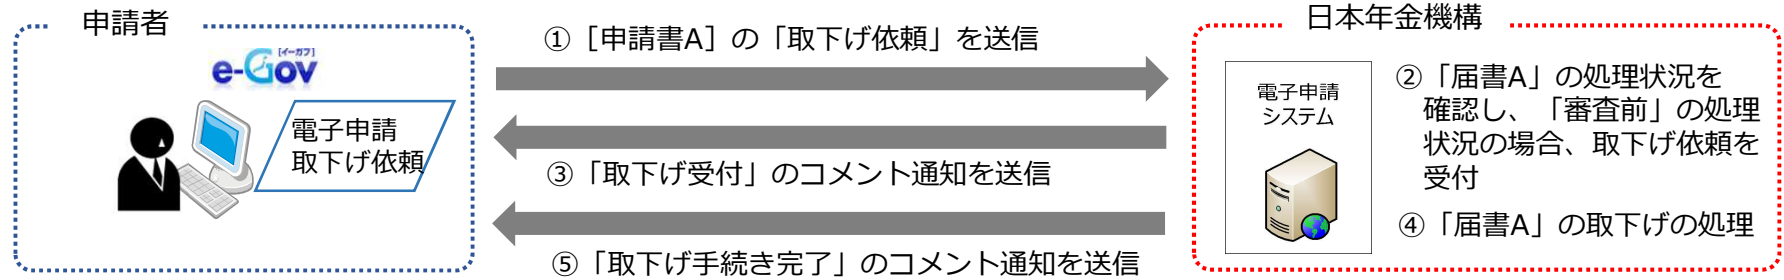 申請者
[イーガブ]
e-Gov
電子申請
取下げ依頼
①［申請書A］の「取下げ依頼」を送信
③「取下げ受付」のコメント通知を送信
⑤「取下げ手続き完了」のコメント通知を送信
日本年金機構
電子申請
システム
②「届書A」の処理状況を
確認し、「審査前」の処理
状況の場合、取下げ依頼を
受付
④「届書A」の取下げの処理